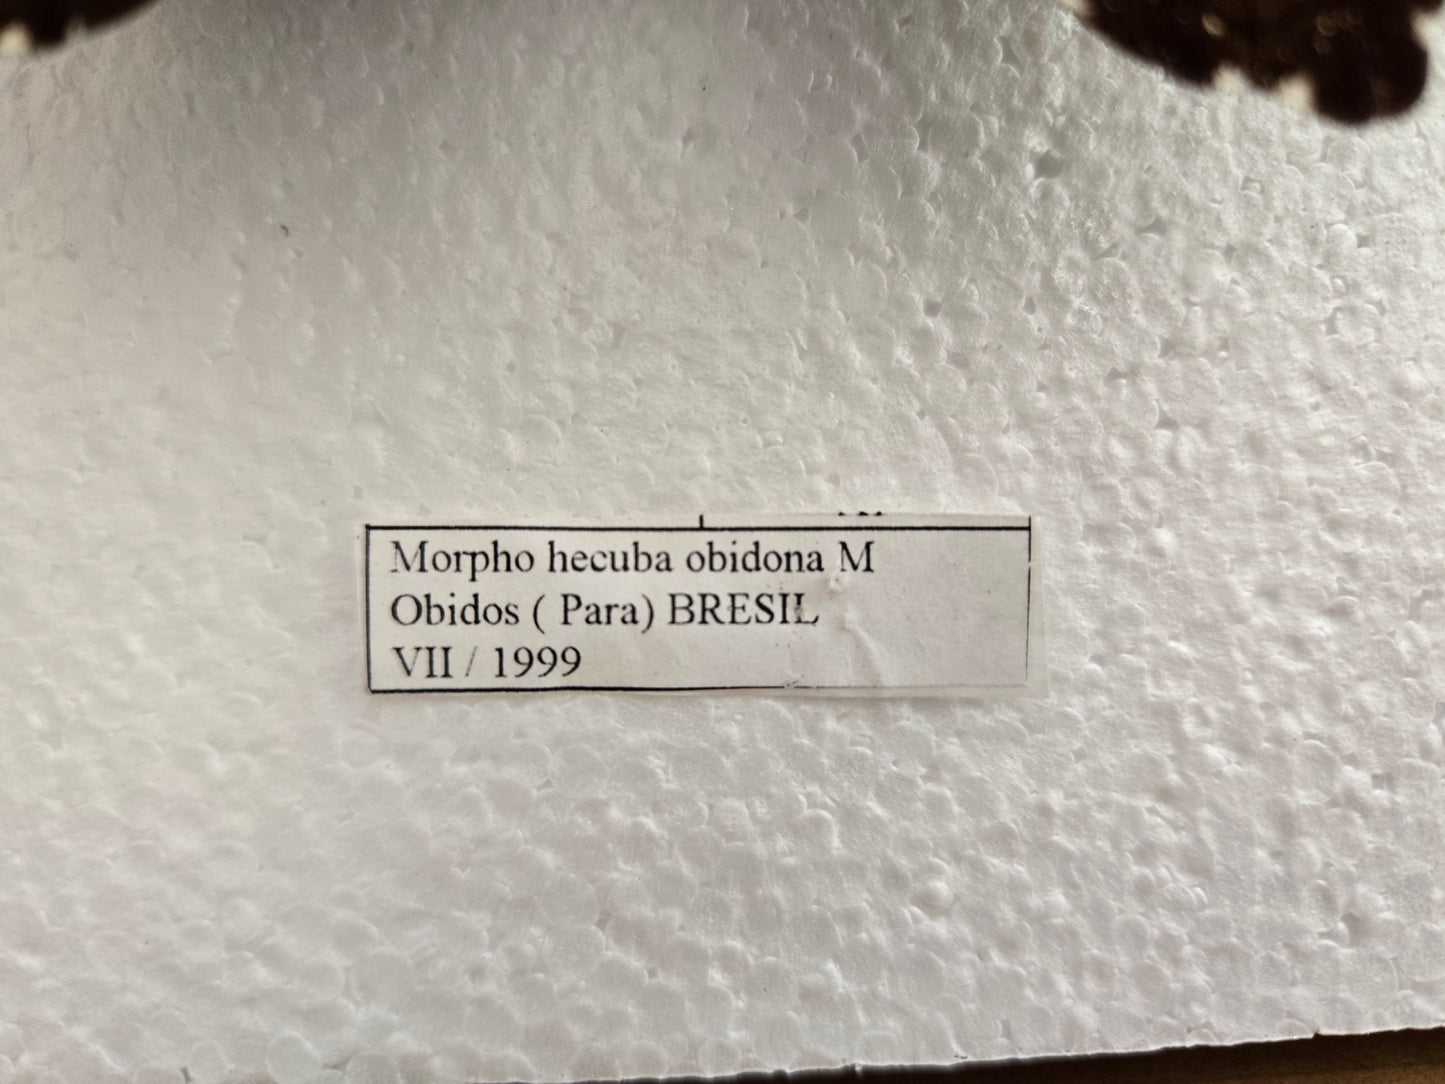 Morpho hecuba obidona M
Obidos ( Para) BRESIL
VII / 1999